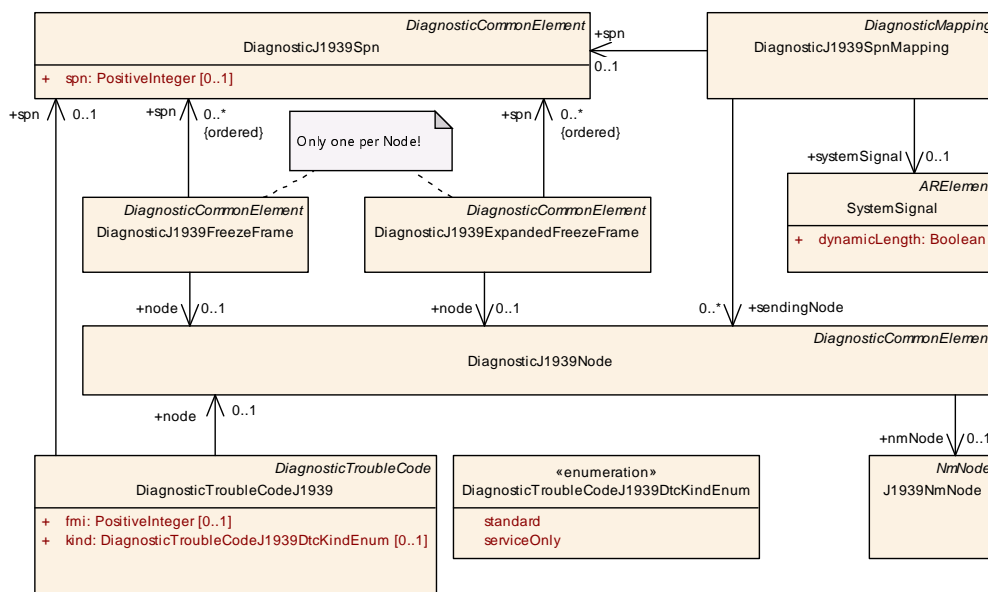 DiagnosticCommonElement
DiagnosticJ1939Spn
+ spn: PositiveInteger [0..1]
DiagnosticMapping
DiagnosticJ1939SpnMapping
+spn
0..1
+spn
0..1
+spn
0..*
{ordered}
Only one per Node!
+spn
0..*
{ordered}
+systemSignal
0..1
ARElement
SystemSignal
+ dynamicLength: Boolean
DiagnosticCommonElement
DiagnosticJ1939FreezeFrame
DiagnosticCommonElement
DiagnosticJ1939ExpandedFreezeFrame
+node
0..1
+node
0..1
0..*
+sendingNode
DiagnosticCommonElement
DiagnosticJ1939Node
+node
0..1
+nmNode
0..1
DiagnosticTroubleCode
DiagnosticTroubleCodeJ1939
+ fmi: PositiveInteger [0..1]
+ kind: DiagnosticTroubleCodeJ1939DtcKindEnum [0..1]
«enumeration»
DiagnosticTroubleCodeJ1939DtcKindEnum
standard
serviceOnly
NmNode
J1939NmNode